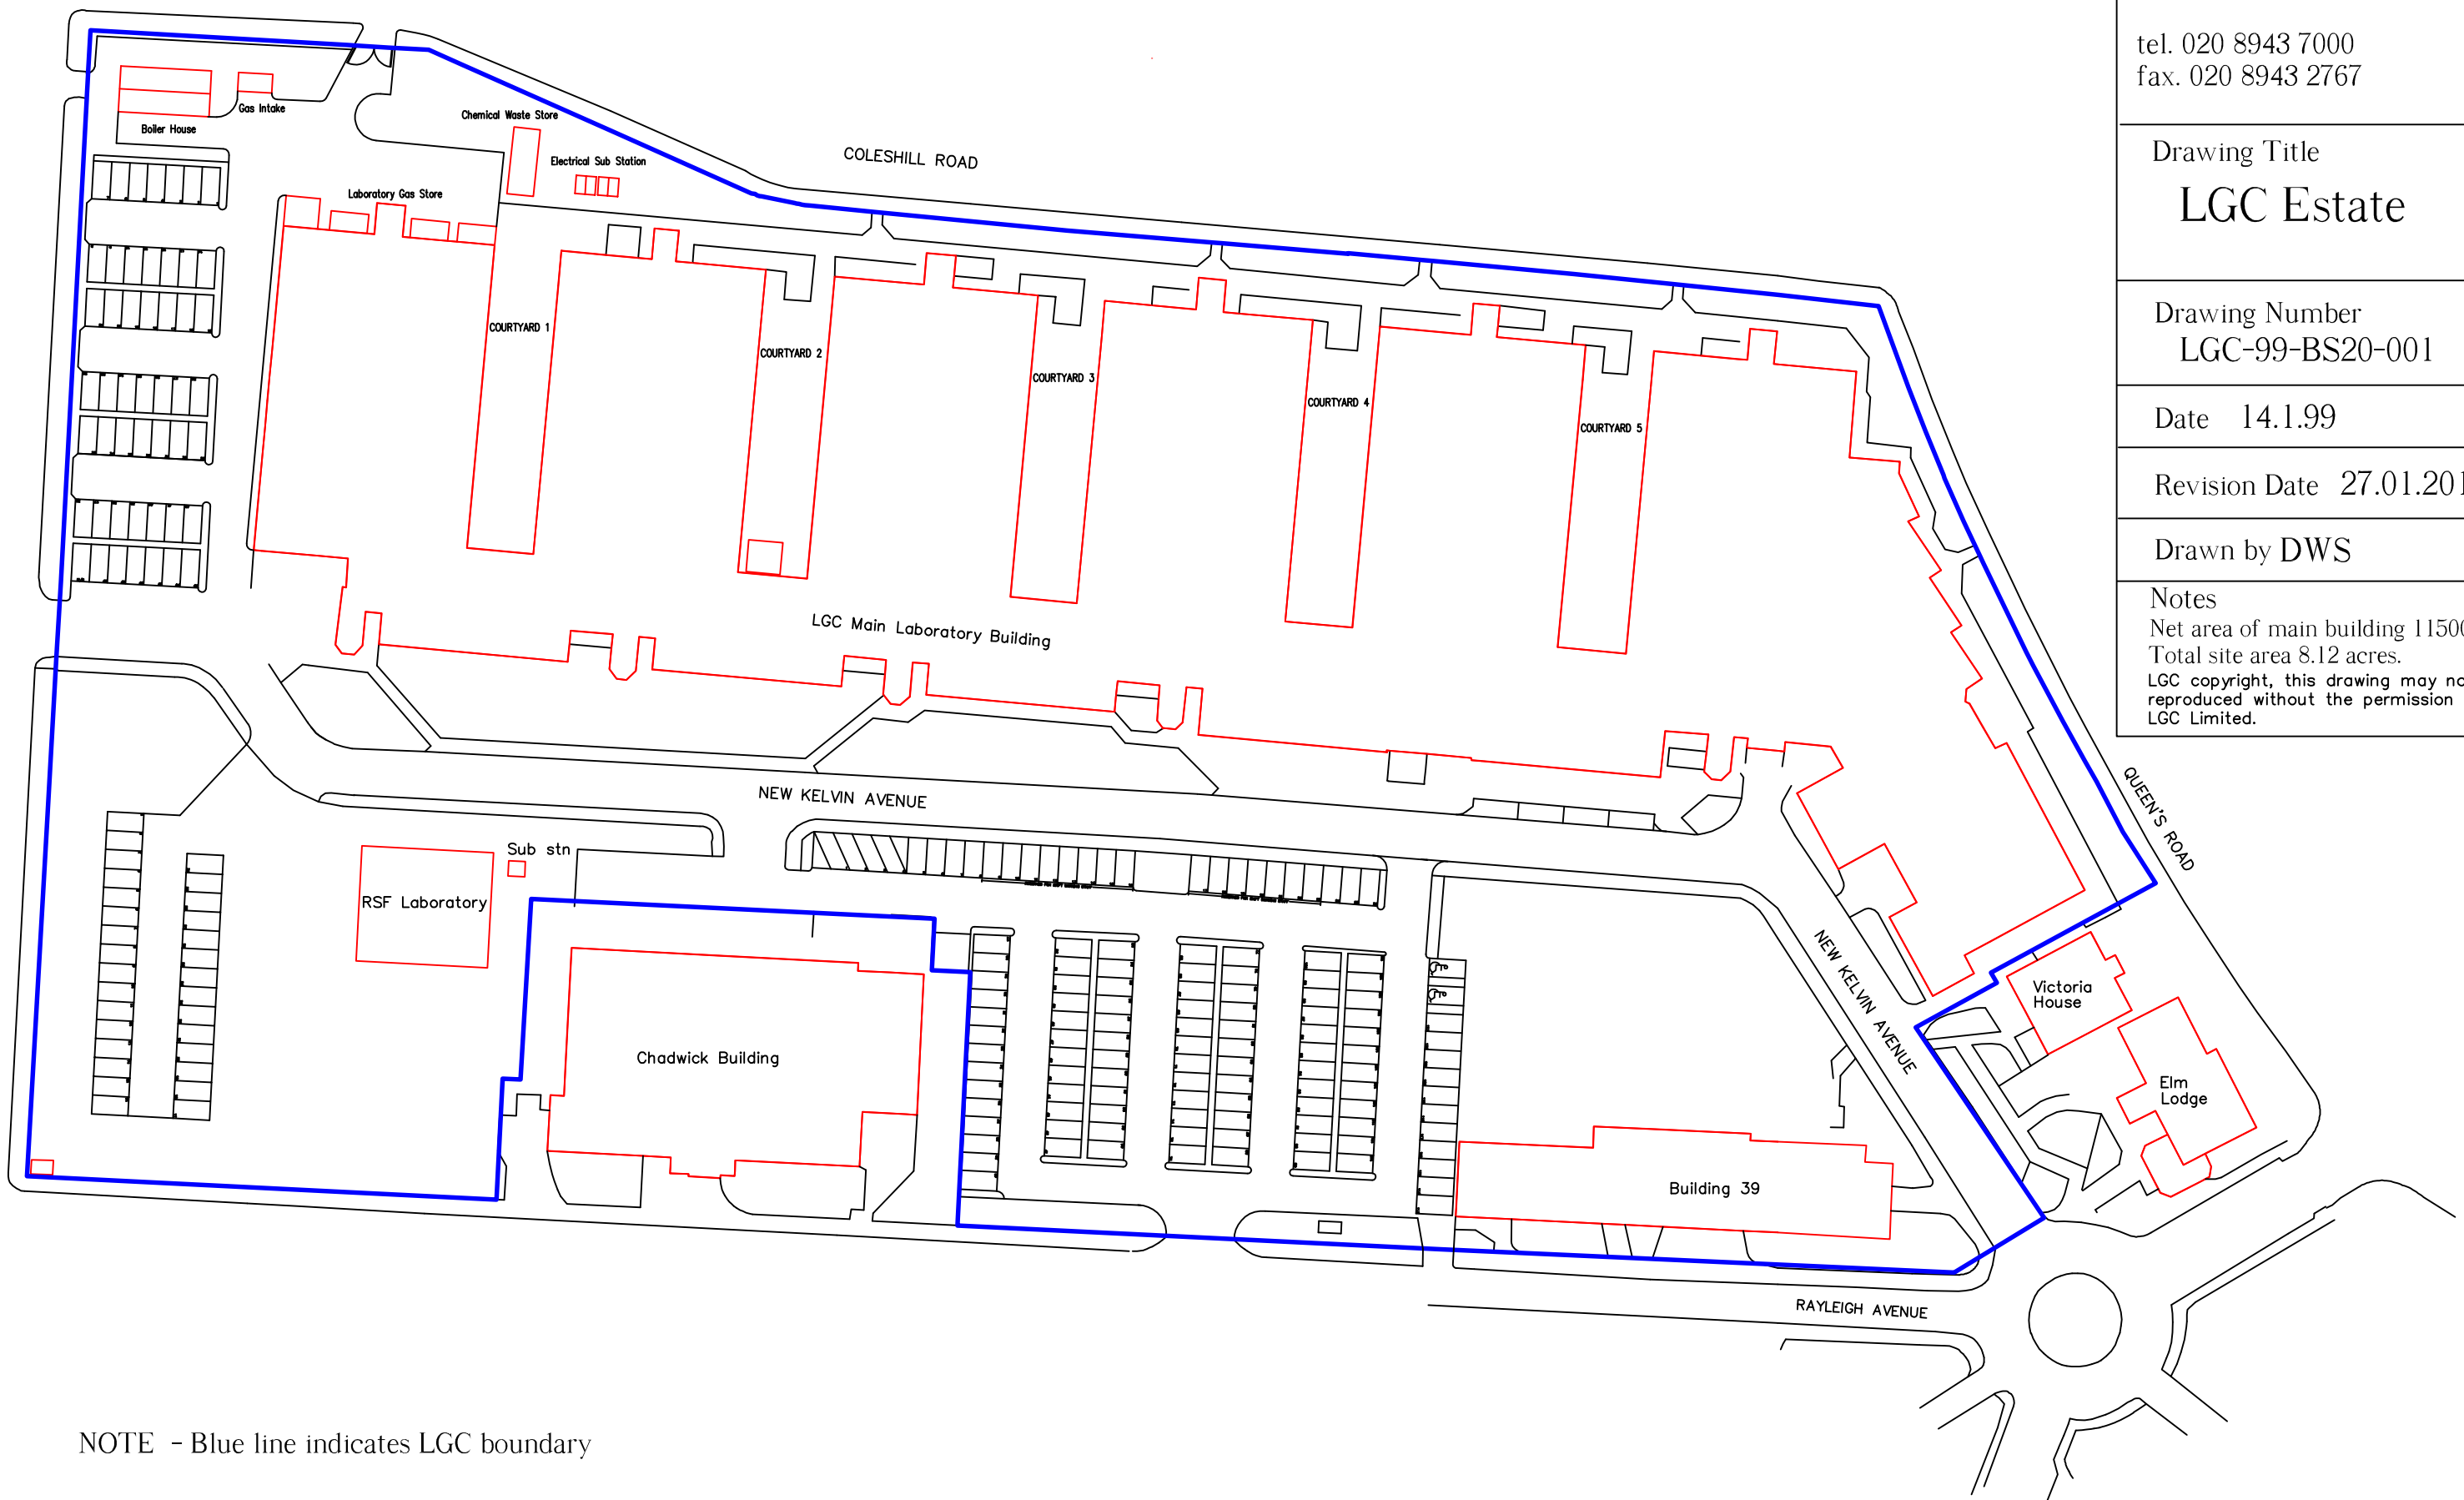 tel. 020 8943 7000
fax. 020 8943 2767
Drawing Title
LGC Estate
Drawing Number
LGC-99-BS20-001
Date 14.1.99
Revision Date 27.01.201
Drawn by DWS
Notes
Net area of main building 11500
Total site area 8.12 acres.
LGC copyright, this drawing may no
reproduced without the permission
LGC Limited.
Gas Intake
Boiler House
Chemical Waste Store
Electrical Sub Station
COLESHILL ROAD
Laboratory Gas Store
COURTYARD 1
COURTYARD 2
COURTYARD 3
COURTYARD 4
COURTYARD 5
LGC Main Laboratory Building
NEW KELVIN AVENUE
QUEEN'S ROAD
Sub stn
RSF Laboratory
NEW KELVIN AVENUE
Victoria
House
Chadwick Building
Elm
Lodge
Building 39
RAYLEIGH AVENUE
NOTE - Blue line indicates LGC boundary